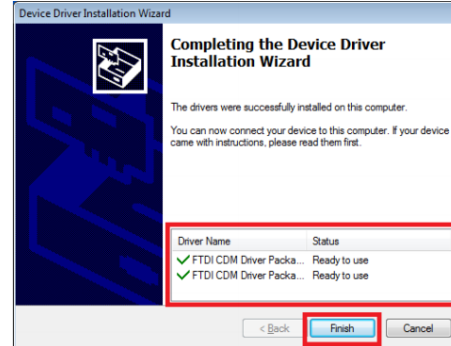 Device Driver Installation Wizard
Completing the Device Driver
Installation Wizard
The drivers were successfully installed on this computer.
You can now connect your device to this computer. If your device
came with instructions, please read them first.
Driver Name Status
FTDI CDM Driver Packa... Ready to use
FTDI CDM Driver Packa... Ready to use
< Back Finish Cancel